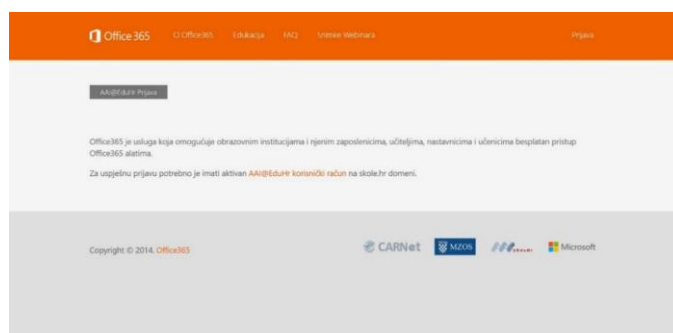 Office 365 O Office365 Edukacija FAQ Snimke Webinara Prijava
AAI@EduHr Prijava
Office365 je usluga koja omogućuje obrazovnim institucijama i njenim zaposlenicima, učiteljima, nastavnicima i učenicima besplatan pristup
Office365 alatima.
Za uspješnu prijavu potrebno je imati aktivan AAI@EduHr korisnički račun na skole.hr domeni.
Copyright © 2014. Office365 CARNet MZOS Microsoft